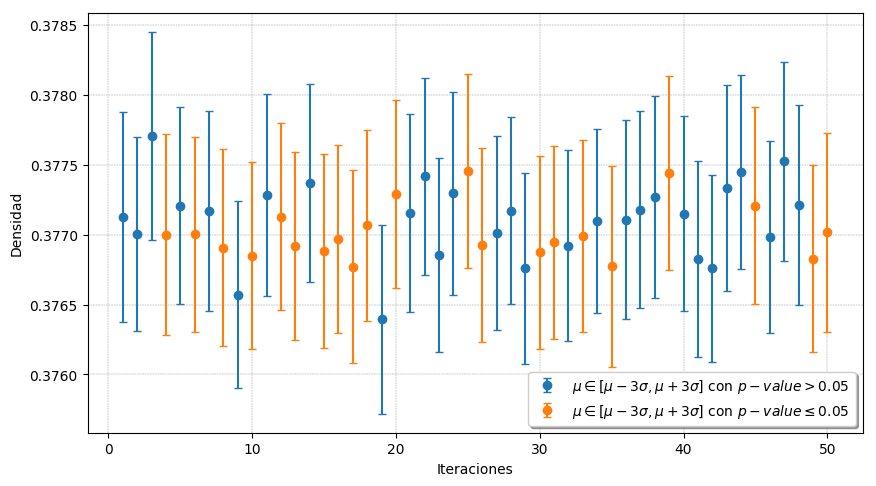 0.3785
0.3780
0.3775
0.3770
0.3765
0.3760
Densidad
0 10 20 30 40 50
Iteraciones
μ ∈ [μ − 3σ, μ + 3σ] con p − value > 0.05
μ ∈ [μ − 3σ, μ + 3σ] con p − value ≤ 0.05